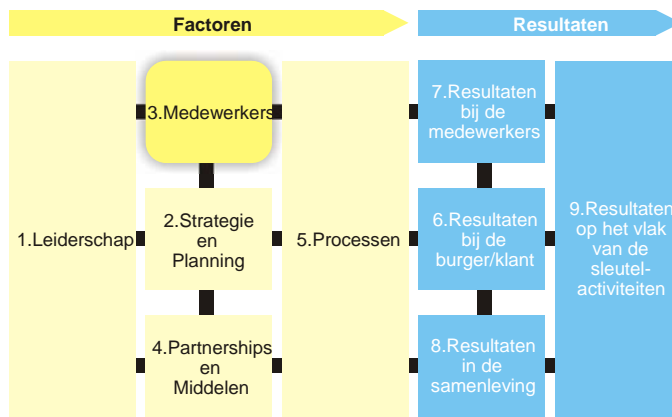 Factoren
Resultaten
1.Leiderschap
3.Medewerkers
2.Strategie
en
Planning
4.Partnerships
en
Middelen
5.Processen
7.Resultaten
bij de
medewerkers
6.Resultaten
bij de
burger/klant
8.Resultaten
in de
samenleving
9.Resultaten
op het vlak
van de
sleutel-
activiteiten